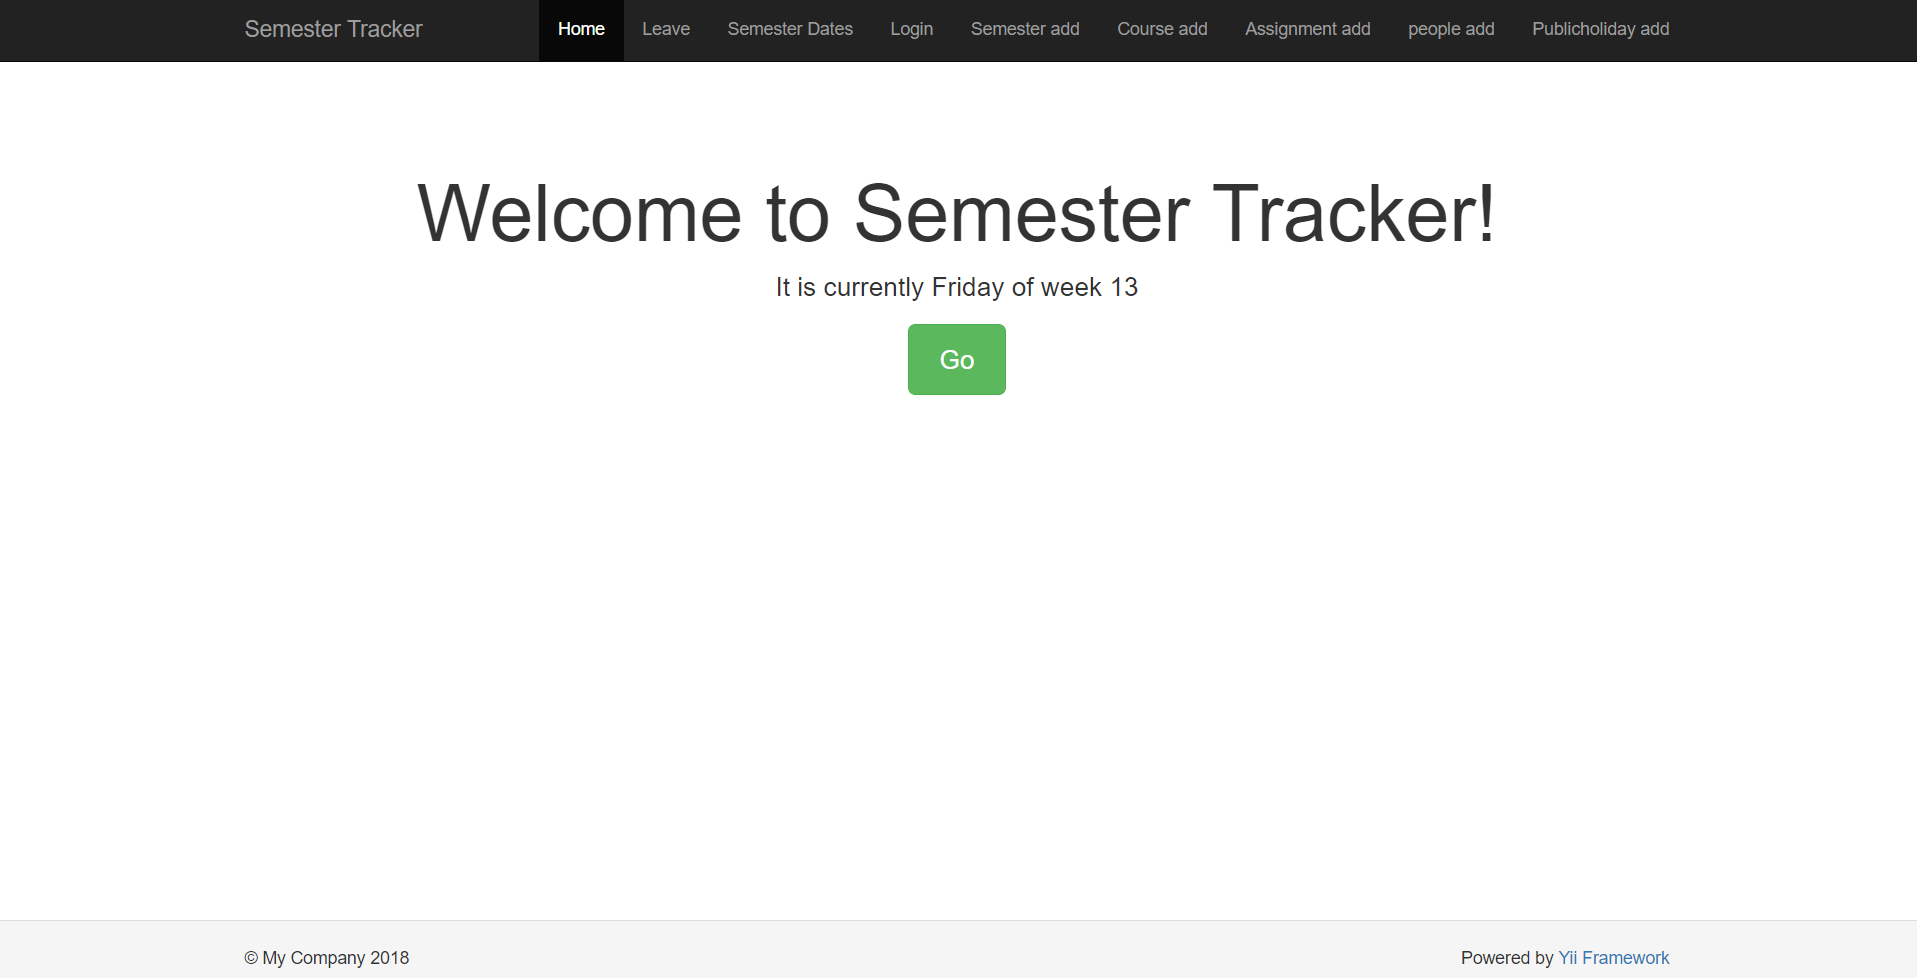 Semester Tracker Home Leave Semester Dates Login Semester add Course add Assignment add people add Publicholiday add
Welcome to Semester Tracker!
It is currently Friday of week 13
Go
© My Company 2018 Powered by Yii Framework